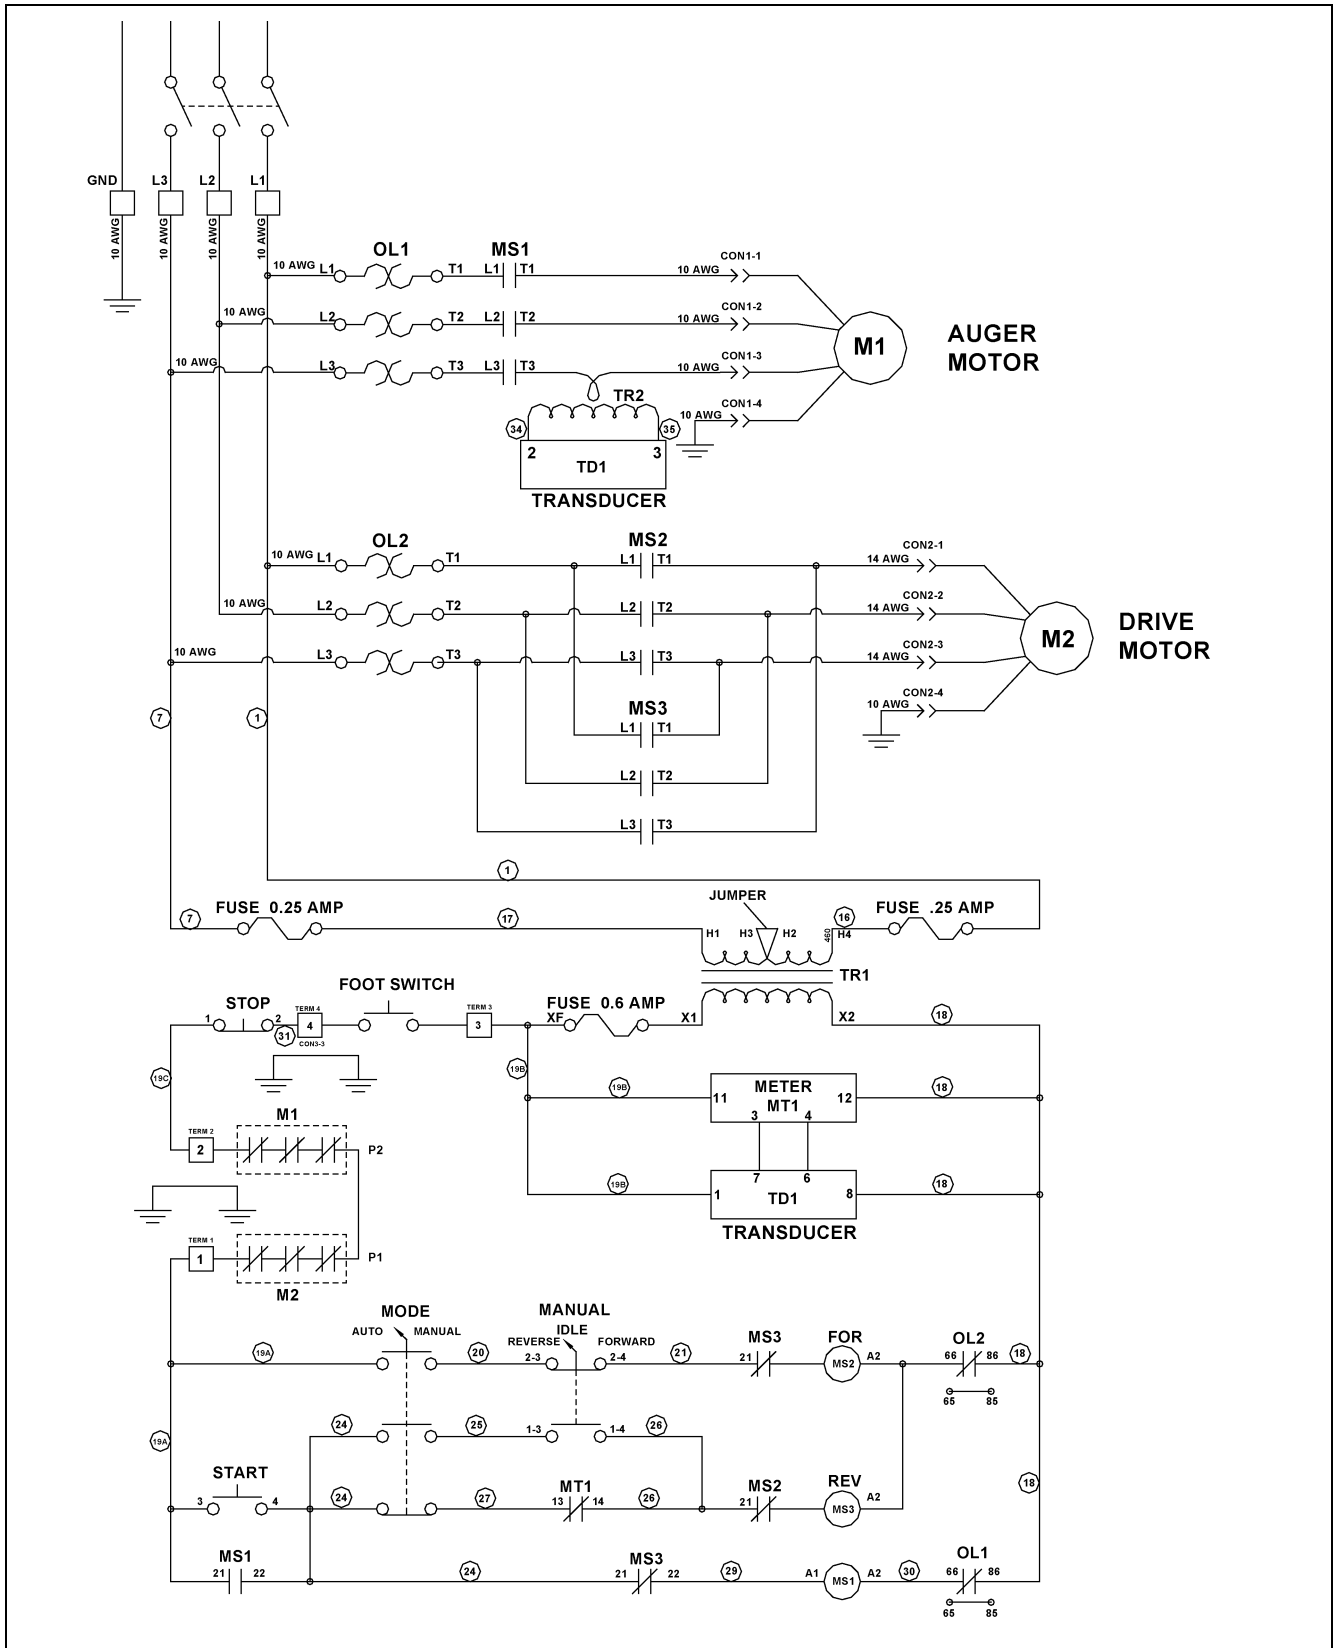 GND L3 L2 L1
10 AWG 10 AWG 10 AWG 10 AWG
OL1 MS1 CON1-1
10 AWG L1 T1 L1 T1 10 AWG
CON1-2
10 AWG L2 T2 L2 T2 10 AWG
M1
AUGER
MOTOR
CON1-3
10 AWG L3 T3 L3 T3 10 AWG
TR2
CON1-4
34 35 10 AWG
2 3
TD1
TRANSDUCER
OL2 MS2 CON2-1
10 AWG L1 T1 L1 T1 14 AWG
CON2-2
10 AWG L2 T2 L2 T2 14 AWG
M2
DRIVE
MOTOR
CON2-3
10 AWG L3 T3 L3 T3 14 AWG
CON2-4
10 AWG
7 1
MS3
L1 T1
L2 T2
L3 T3
1
JUMPER
7 FUSE 0.25 AMP 17 16 FUSE .25 AMP
H1 H3 H2 460 H4
TR1
FOOT SWITCH
STOP TERM 4 TERM 3 FUSE 0.6 AMP
1 2 4 3 XF X1 X2 18
31 CON3-3
19C 19B
19B 11 METER 12 18
MT1
3 4
M1
TERM 2
2 P2
7 6
19B 1 TD1 8 18
TRANSDUCER
TERM 1
1 P1
M2
MODE MANUAL
AUTO MANUAL IDLE
REVERSE FORWARD
MS3 FOR OL2
19A 20 2-3 2-4 21 21 MS2 A2 66 86 18
65 85
19A 24 25 1-3 1-4 26
START MT1 MS2 REV 18
3 4 24 27 13 14 26 21 MS3 A2
MS1 MS3 OL1
21 22 24 21 22 29 A1 MS1 A2 30 66 86
65 85